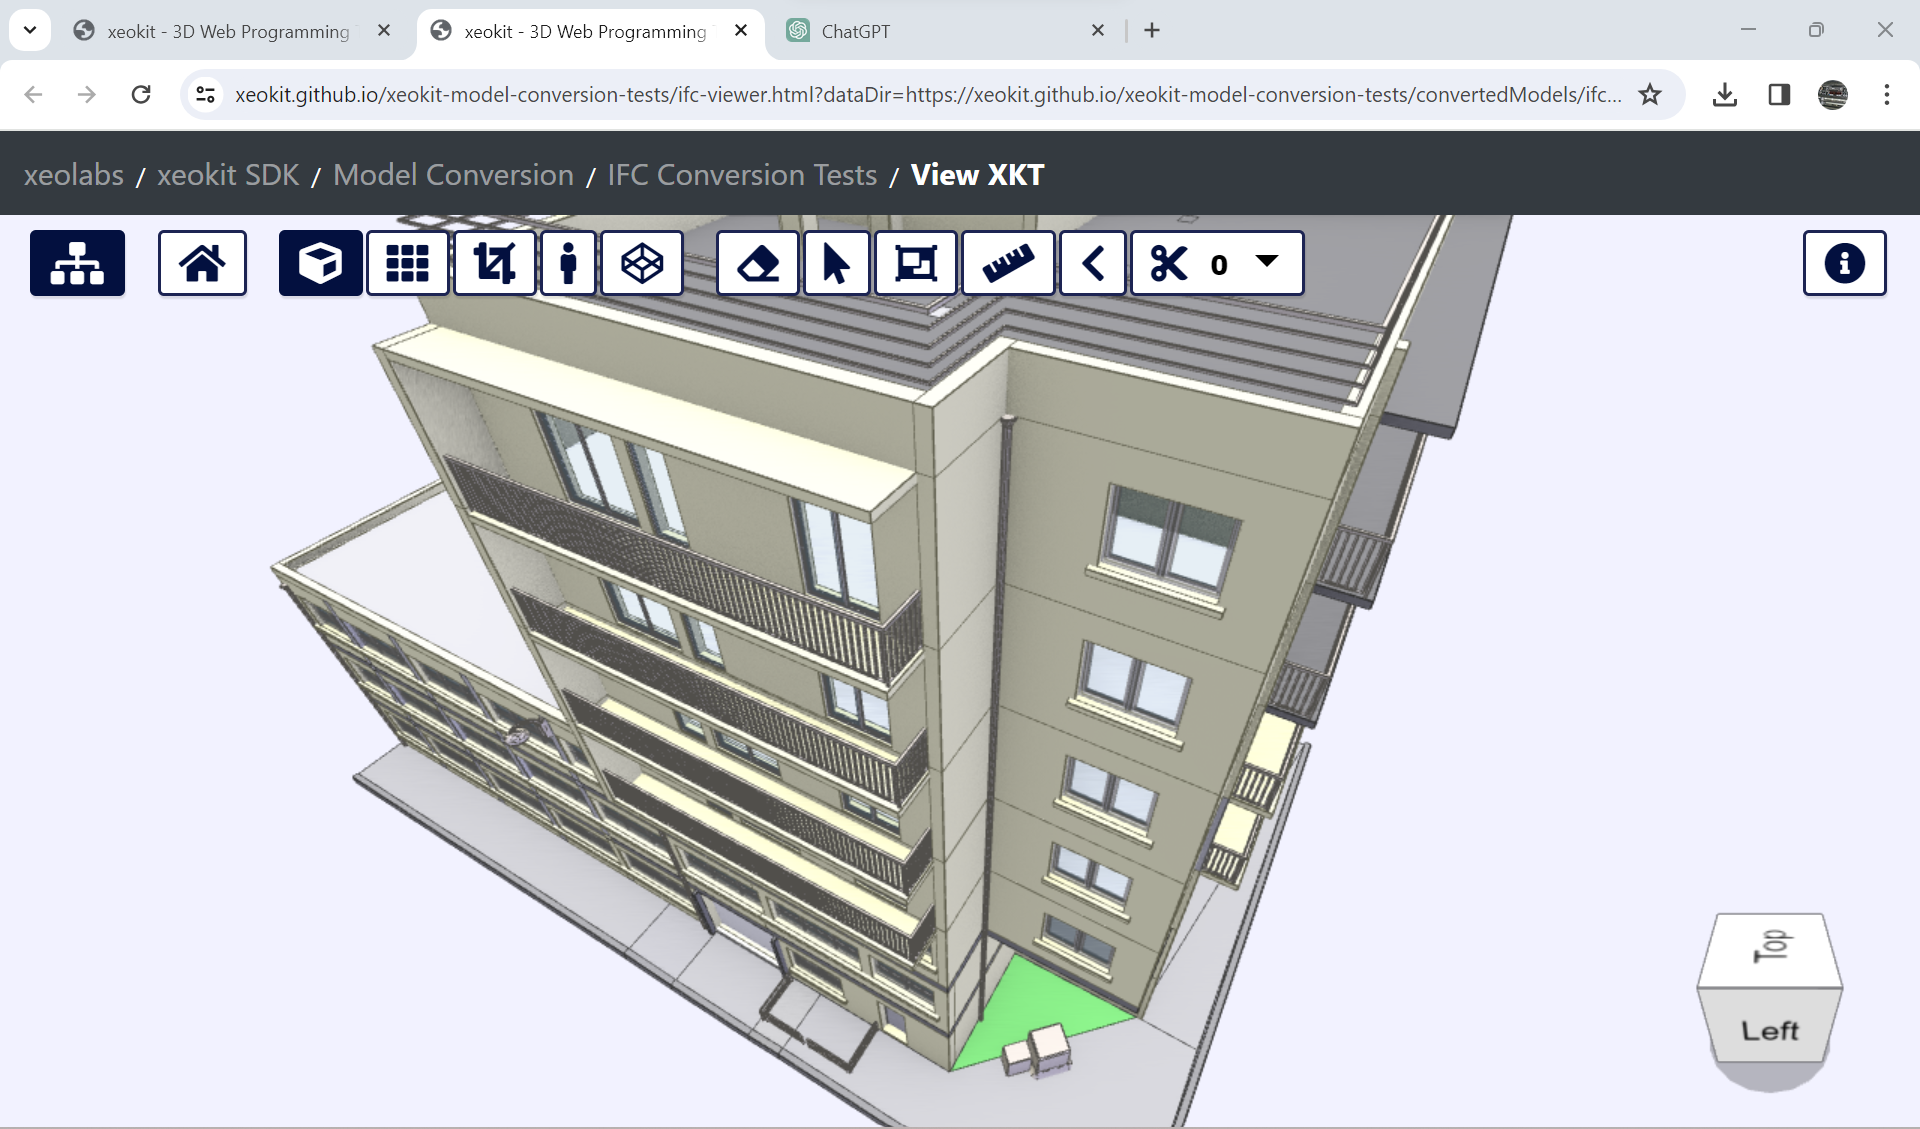 xeokit - 3D Web Programming
xeokit - 3D Web Programming
ChatGPT
xeokit.github.io/xeokit-model-conversion-tests/ifc-viewer.html?dataDir=https://xeokit.github.io/xeokit-model-conversion-tests/convertedModels/ifc...
xeolabs / xeokit SDK / Model Conversion / IFC Conversion Tests / View XKT
0
Top
Left